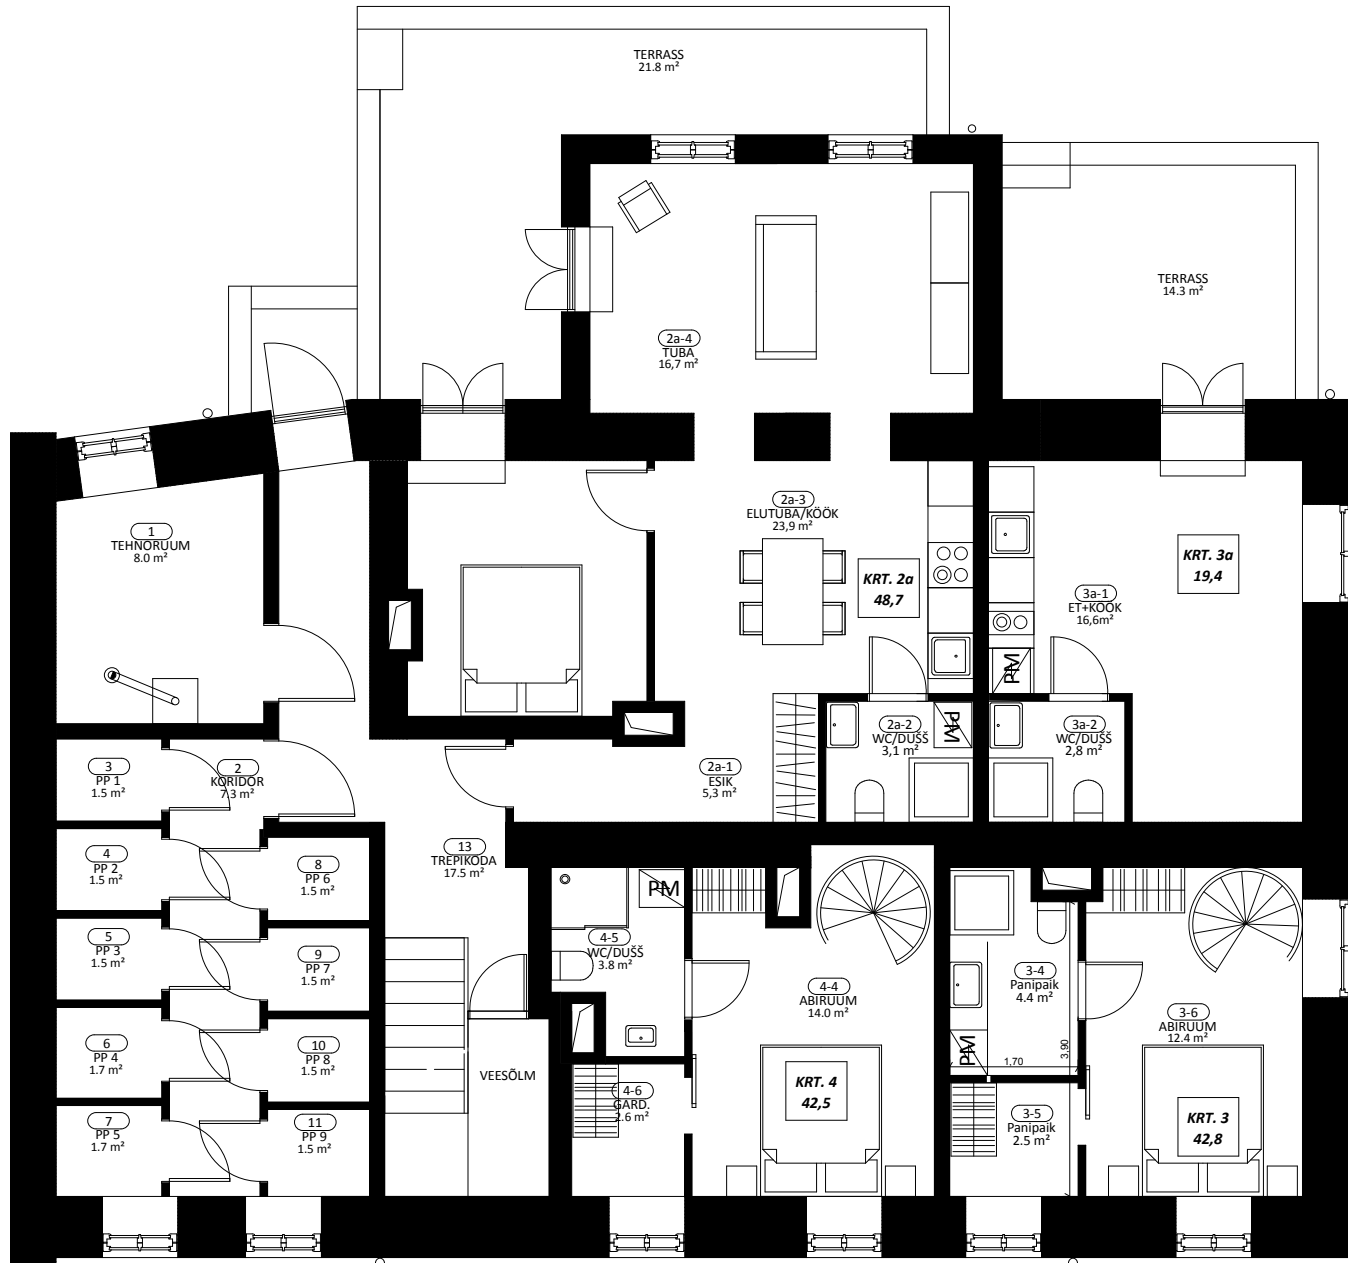 TERRASS
21.8 m²
TERRASS
14.3 m²
2a-4
TUBA
16,7 m²
1
TEHNORUUM
8.0 m²
2a-3
ELUTUBA/KÖÖK
23,9 m²
KRT. 2a
48,7
KRT. 3a
19,4
3a-1
ET+KÖÖK
16,6m²
PM
2a-2
WC/DUŠŠ
3,1 m²
PM
3a-2
WC/DUŠŠ
2,8 m²
3
PP 1
1.5 m²
2
KORIDOR
7.3 m²
2a-1
ESIK
5,3 m²
4
PP 2
1.5 m²
8
PP 6
1.5 m²
13
TREPIKODA
17.5 m²
PM
5
PP 3
1.5 m²
9
PP 7
1.5 m²
4-5
WC/DUŠŠ
3.8 m²
4-4
ABIRUUM
14.0 m²
3-4
Panipaik
4.4 m²
3-6
ABIRUUM
12.4 m²
6
PP 4
1.7 m²
10
PP 8
1.5 m²
VEESÕLM
PM
1,70
3,90
4-6
GARD.
2.6 m²
KRT. 4
42,5
7
PP 5
1.7 m²
11
PP 9
1.5 m²
3-5
Panipaik
2.5 m²
KRT. 3
42,8